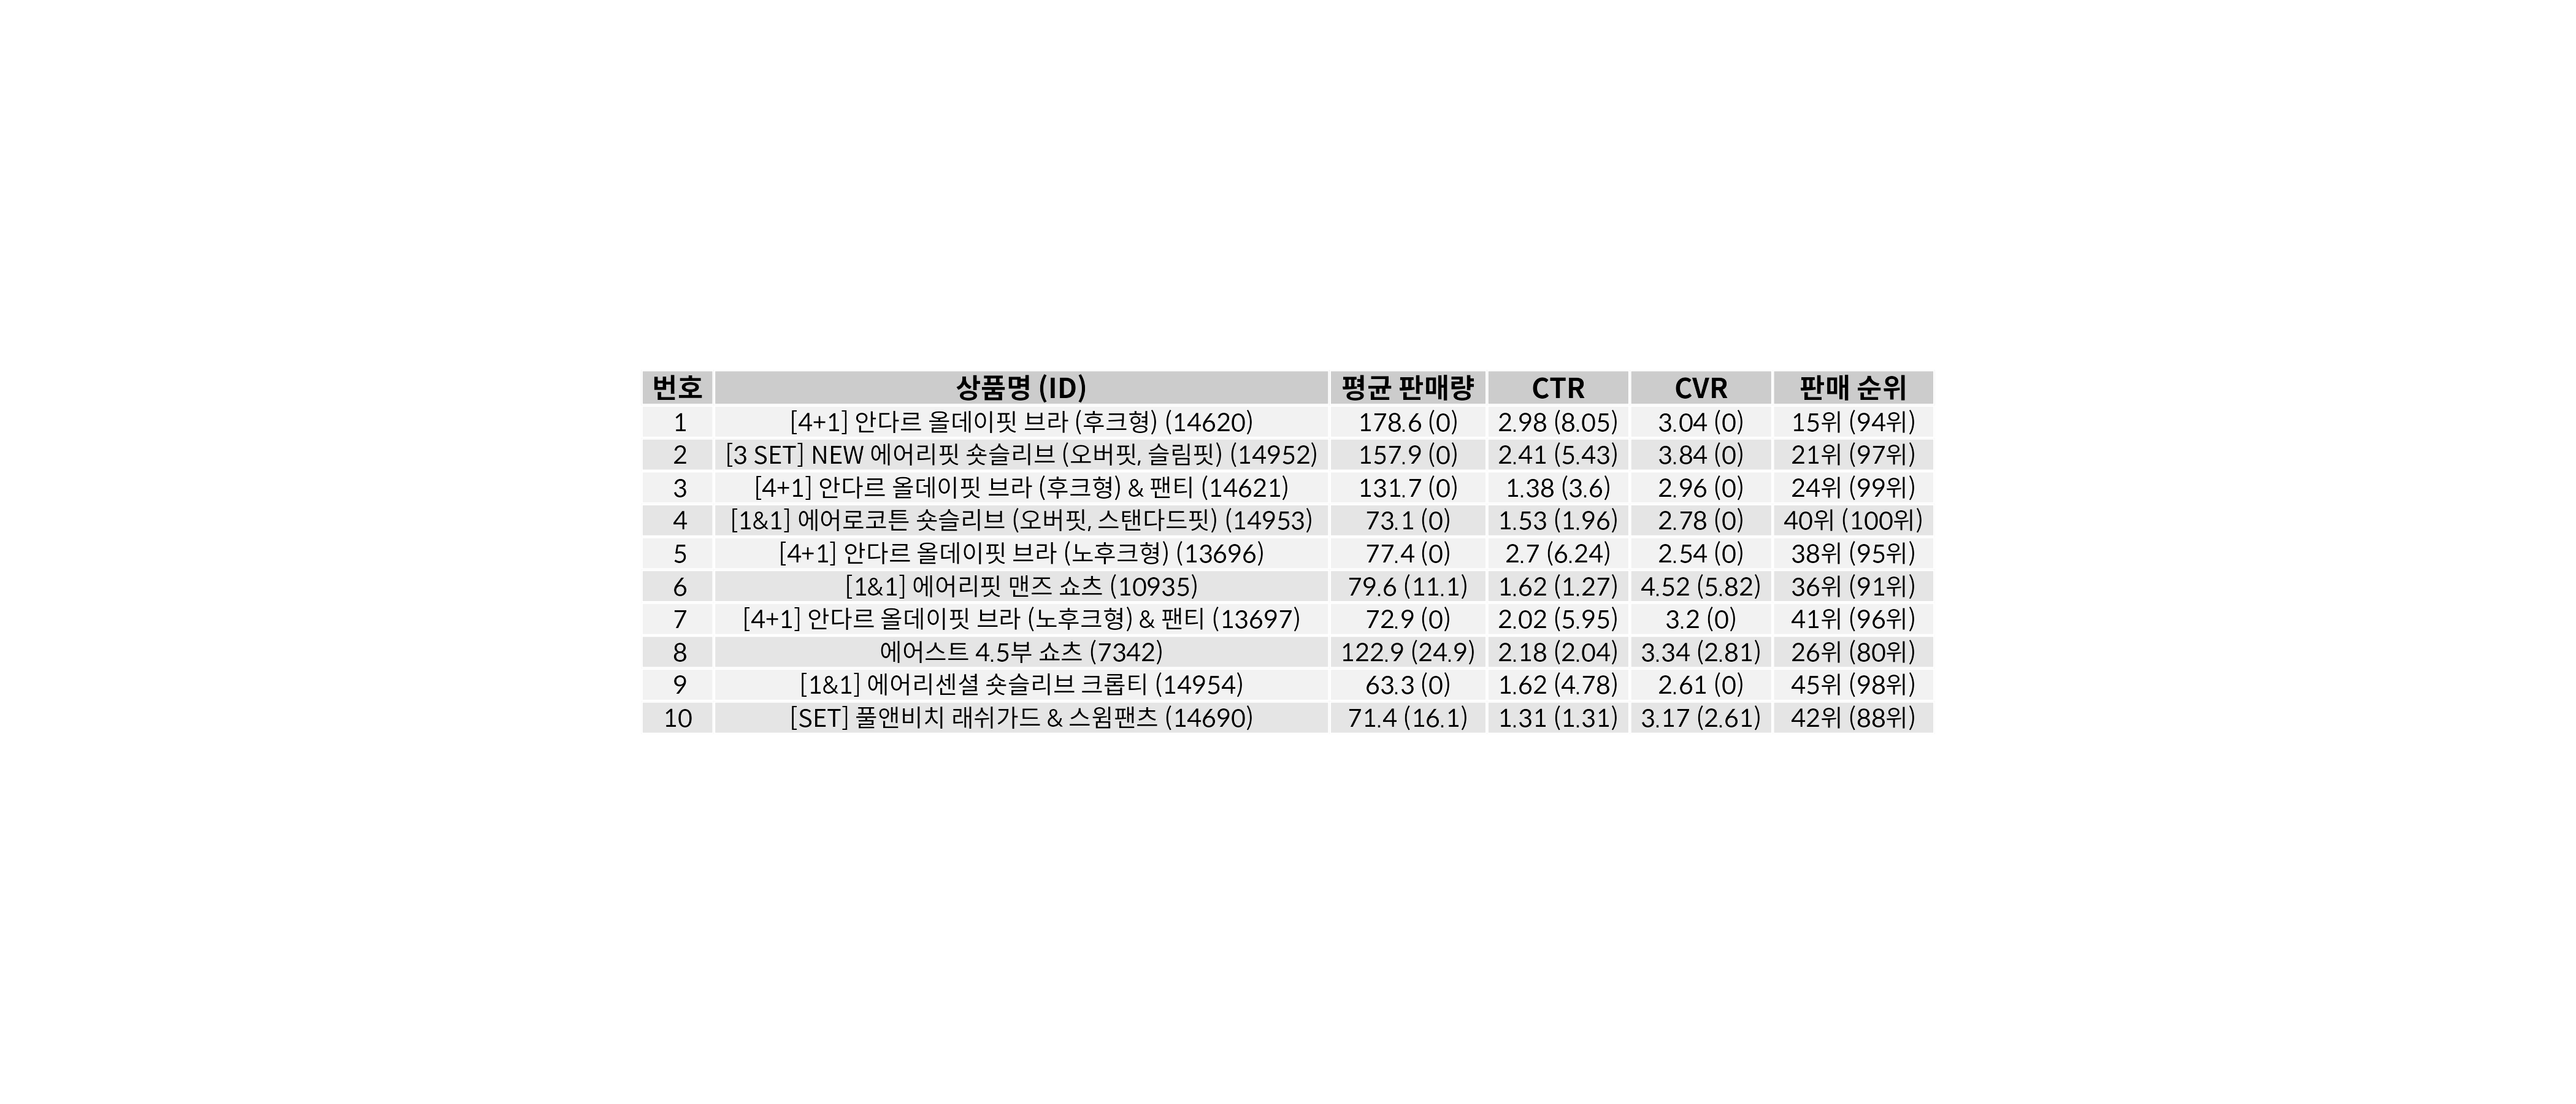 번호 상품명 (ID) 평균 판매량 CTR CVR 판매 순위
1 [4+1] 안다르 올데이핏 브라 (후크형) (14620) 178.6 (0) 2.98 (8.05) 3.04 (0) 15위 (94위)
2 [3 SET] NEW 에어리핏 숏슬리브 (오버핏, 슬림핏) (14952) 157.9 (0) 2.41 (5.43) 3.84 (0) 21위 (97위)
3 [4+1] 안다르 올데이핏 브라 (후크형) & 팬티 (14621) 131.7 (0) 1.38 (3.6) 2.96 (0) 24위 (99위)
4 [1&1] 에어로코튼 숏슬리브 (오버핏, 스탠다드핏) (14953) 73.1 (0) 1.53 (1.96) 2.78 (0) 40위 (100위)
5 [4+1] 안다르 올데이핏 브라 (노후크형) (13696) 77.4 (0) 2.7 (6.24) 2.54 (0) 38위 (95위)
6 [1&1] 에어리핏 맨즈 쇼츠 (10935) 79.6 (11.1) 1.62 (1.27) 4.52 (5.82) 36위 (91위)
7 [4+1] 안다르 올데이핏 브라 (노후크형) & 팬티 (13697) 72.9 (0) 2.02 (5.95) 3.2 (0) 41위 (96위)
8 에어스트 4.5부 쇼츠 (7342) 122.9 (24.9) 2.18 (2.04) 3.34 (2.81) 26위 (80위)
9 [1&1] 에어리센셜 숏슬리브 크롭티 (14954) 63.3 (0) 1.62 (4.78) 2.61 (0) 45위 (98위)
10 [SET] 풀앤비치 래쉬가드 & 스윔팬츠 (14690) 71.4 (16.1) 1.31 (1.31) 3.17 (2.61) 42위 (88위)